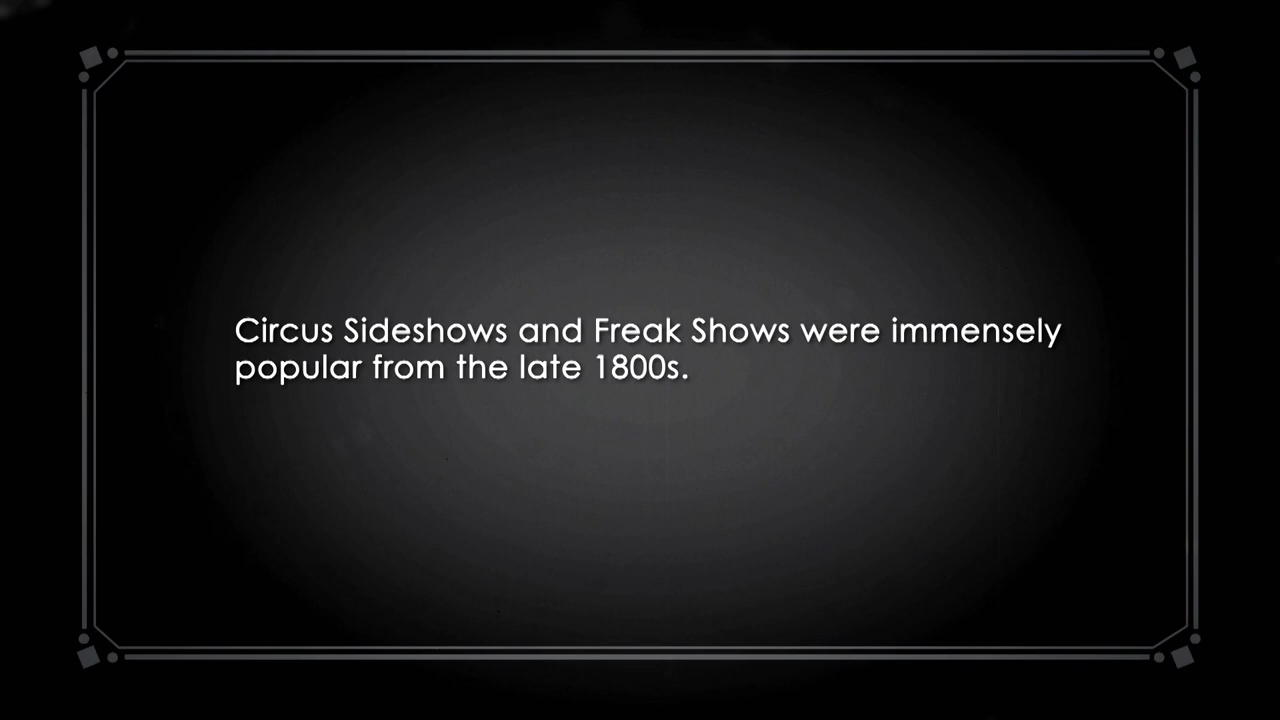 Circus Sideshows and Freak Shows were immensely
popular from the late 1800s.